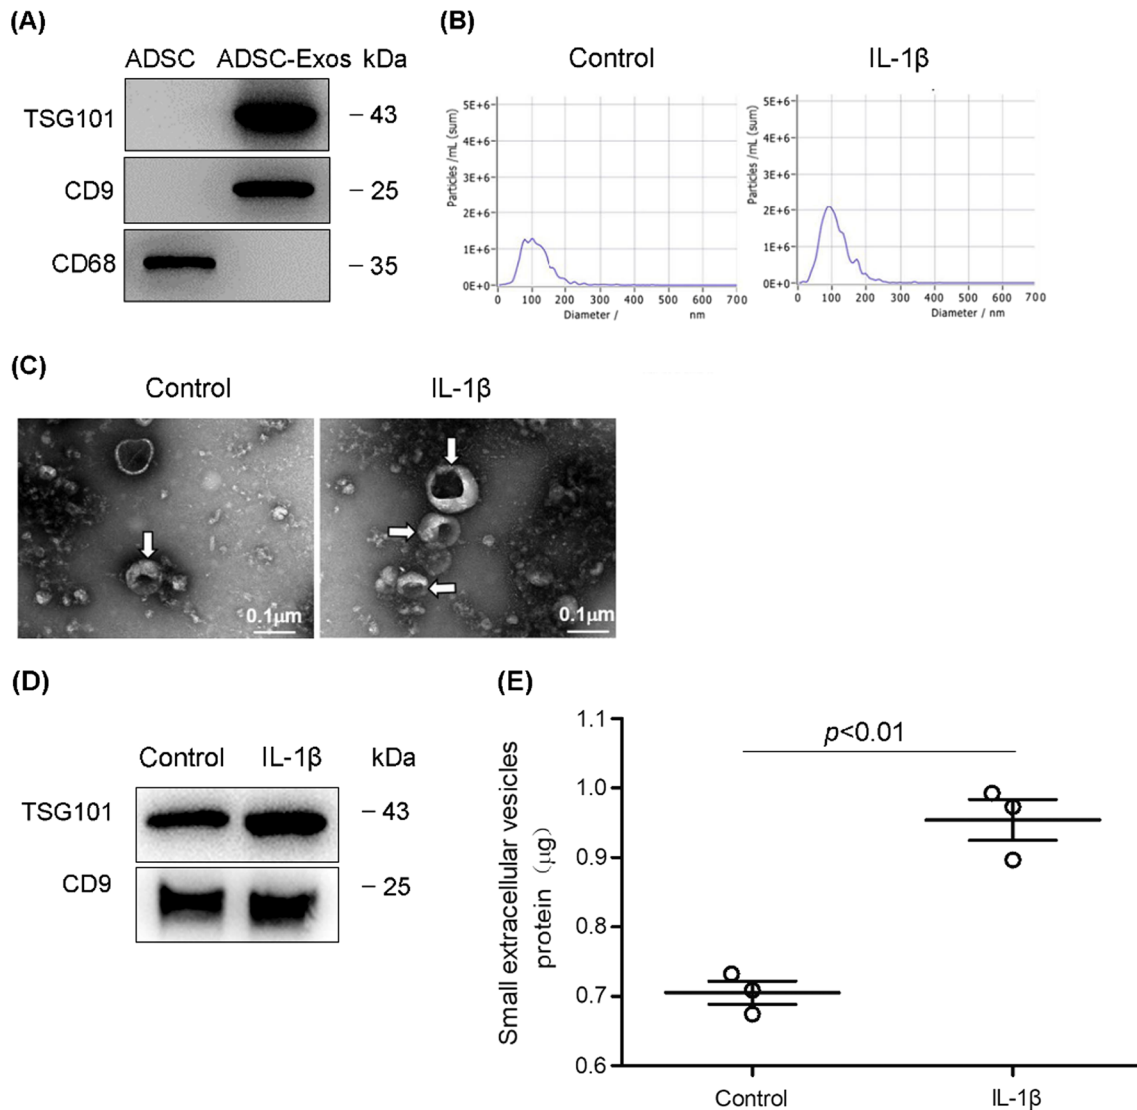 (A)
ADSC ADSC-Exos kDa
TSG101 – 43
CD9 – 25
CD68 – 35
(B)
Control
Particles /mL (sum)
5E+6
4E+6
3E+6
2E+6
1E+6
0E+0
0 100 200 300 400 500 600 700
Diameter / nm
IL-1β
Particles /mL (sum)
5E+6
4E+6
3E+6
2E+6
1E+6
0E+0
0 100 200 300 400 500 600 700
Diameter / nm
(C)
Control IL-1β
0.1μm 0.1μm
(D)
Control IL-1β kDa
TSG101 – 43
CD9 – 25
(E)
Small extracellular vesicles
protein (μg)
1.1
1.0
0.9
0.8
0.7
0.6
p<0.01
Control IL-1β